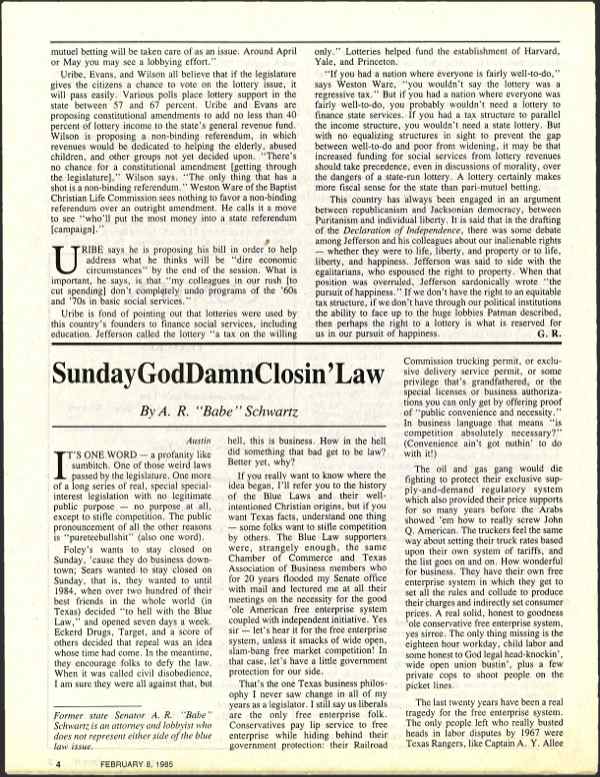 mutuel betting will be taken care of as an issue. Around April
or May you may see a lobbying effort."
Uribe, Evans, and Wilson all believe that if the legislature
gives the citizens a chance to vote on the lottery issue, it
will pass easily. Various polls place lottery support in the
state between 57 and 67 percent. Uribe and Evans are
proposing constitutional amendments to add no less than 40
percent of lottery income to the state's general revenue fund.
Wilson is proposing a non-binding referendum, in which
revenues would be dedicated to helping the elderly, abused
children, and other groups not yet decided upon. "There's
no chance for a constitutional amendment [getting through
the legislature]," Wilson says. "The only thing that has a
shot is a non-binding referendum." Weston Ware of the Baptist
Christian Life Commission sees nothing to favor a non-binding
referendum over an outright amendment. He calls it a move
to see "who'll put the most money into a state referendum
[campaign]."
URIBE says he is proposing his bill in order to help
address what he thinks will be "dire economic
circumstances" by the end of the session. What is
important, he says, is that "my colleagues in our rush [to
cut spending] don't completely undo programs of the '60s
and '70s in basic social services."
Uribe is fond of pointing out that lotteries were used by
this country's founders to finance social services, including
education. Jefferson called the lottery "a tax on the willing
only." Lotteries helped fund the establishment of Harvard,
Yale, and Princeton.
"If you had a nation where everyone is fairly well-to-do,"
says Weston Ware, "you wouldn't say the lottery was a
regressive tax." But if you had a nation where everyone was
fairly well-to-do, you probably wouldn't need a lottery to
finance state services. If you had a tax structure to parallel
the income structure, you wouldn't need a state lottery. But
with no equalizing structures in sight to prevent the gap
between well-to-do and poor from widening, it may be that
increased funding for social services from lottery revenues
should take precedence, even in discussions of morality, over
the dangers of a state-run lottery. A lottery certainly makes
more fiscal sense for the state than pari-mutuel betting.
This country has always been engaged in an argument
between republicanism and Jacksonian democracy, between
Puritanism and individual liberty. It is said that in the drafting
of the Declaration of Independence, there was some debate
among Jefferson and his colleagues about our inalienable rights
— whether they were to life, liberty, and property or to life,
liberty, and happiness. Jefferson was said to side with the
egalitarians, who espoused the right to property. When that
position was overruled, Jefferson sardonically wrote "the
pursuit of happiness." If we don't have the right to an equitable
tax structure, if we don't have through our political institutions
the ability to face up to the huge lobbies Patman described,
then perhaps the right to a lottery is what is reserved for
us in our pursuit of happiness. G. R.
SundayGodDamnClosin'Law
By A. R. "Babe" Schwartz
Austin
IT'S ONE WORD — a profanity like
sumbitch. One of those weird laws
passed by the legislature. One more
of a long series of real, special special-
interest legislation with no legitimate
public purpose — no purpose at all,
except to stifle competition. The public
pronouncement of all the other reasons
is "pureteebullshit" (also one word).
Foley's wants to stay closed on
Sunday, 'cause they do business down-
town; Sears wanted to stay closed on
Sunday, that is, they wanted to until
1984, when over two hundred of their
best friends in the whole world (in
Texas) decided "to hell with the Blue
Law," and opened seven days a week.
Eckerd Drugs, Target, and a score of
others decided that repeal was an idea
whose time had come. In the meantime,
they encourage folks to defy the law.
When it was called civil disobedience,
I am sure they were all against that, but
Former state Senator A. R. "Babe"
Schwartz is an attorney and lobbyist who
does not represent either side of the blue
law issue.
hell, this is business. How in the hell
did something that bad get to be law?
Better yet, why?
If you really want to know where the
idea began, I'll refer you to the history
of the Blue Laws and their well-
intentioned Christian origins, but if you
want Texas facts, understand one thing
— some folks want to stifle competition
by others. The Blue Law supporters
were, strangely enough, the same
Chamber of Commerce and Texas
Association of Business members who
for 20 years flooded my Senate office
with mail and lectured me at all their
meetings on the necessity for the good
'ole American free enterprise system
coupled with independent initiative. Yes
sir — let's hear it for the free enterprise
system, unless it smacks of wide open,
slam-bang free market competition! In
that case, let's have a little government
protection for our side.
That's the one Texas business philos-
ophy I never saw change in all of my
years as a legislator. I still say us liberals
are the only free enterprise folk.
Conservatives pay lip service to free
enterprise while hiding behind their
government protection: their Railroad
Commission trucking permit, or exclu-
sive delivery service permit, or some
privilege that's grandfathered, or the
special licenses or business authoriza-
tions you can only get by offering proof
of "public convenience and necessity."
In business language that means "is
competition absolutely necessary?"
(Convenience ain't got nuthin' to do
with it!)
The oil and gas gang would die
fighting to protect their exclusive sup-
ply-and-demand regulatory system
which also provided their price supports
for so many years before the Arabs
showed 'em how to really screw John
Q. American. The truckers feel the same
way about setting their truck rates based
upon their own system of tariffs, and
the list goes on and on. How wonderful
for business. They have their own free
enterprise system in which they get to
set all the rules and collude to produce
their charges and indirectly set consumer
prices. A real solid, honest to goodness
'ole conservative free enterprise system,
yes sirree. The only thing missing is the
eighteen hour workday, child labor and
some honest to God legal head-knockin',
wide open union bustin', plus a few
private cops to shoot people on the
picket lines.
The last twenty years have been a real
tragedy for the free enterprise system.
The only people left who really busted
heads in labor disputes by 1967 were
Texas Rangers, like Captain A. Y. Allee
4 FEBRUARY 8, 1985